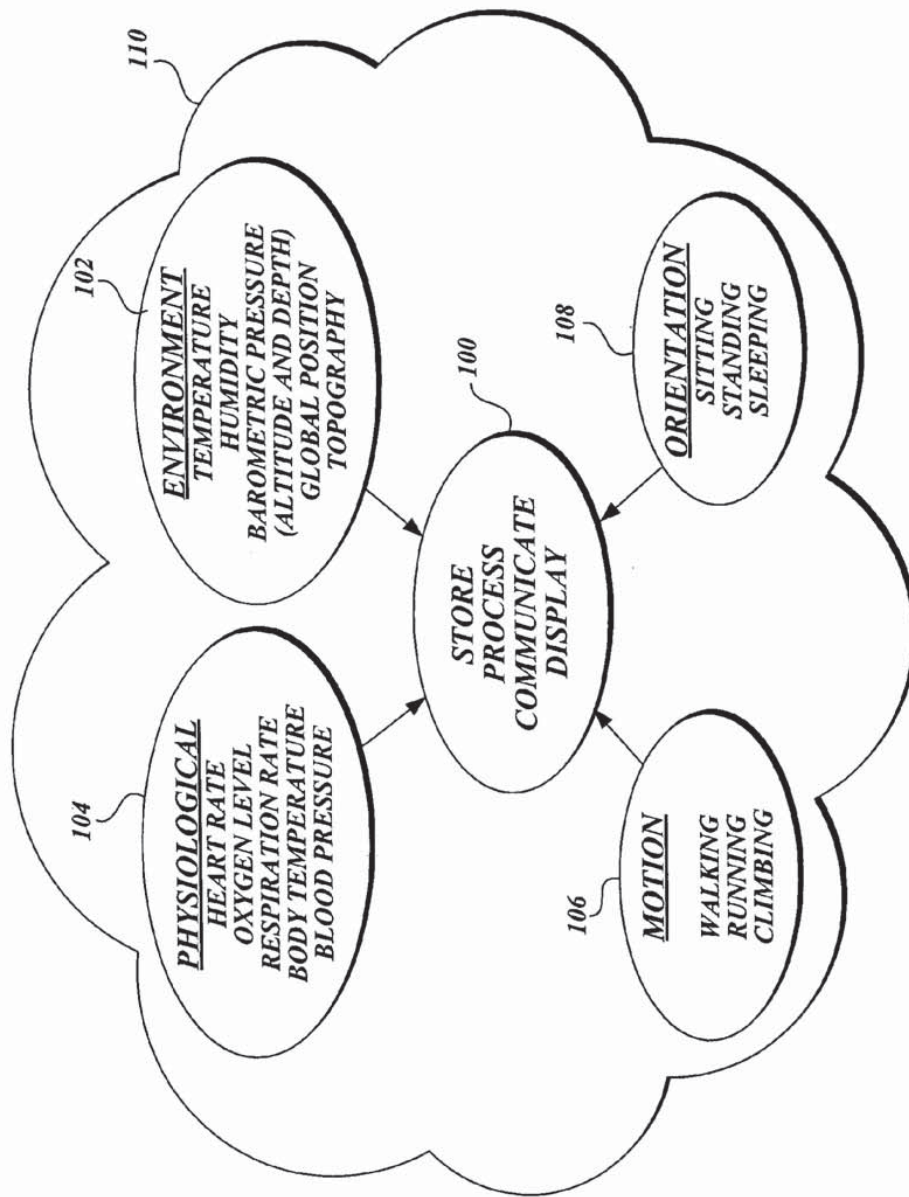 110
104
PHYSIOLOGICAL
HEART RATE
OXYGEN LEVEL
RESPIRATION RATE
BODY TEMPERATURE
BLOOD PRESSURE
102
ENVIRONMENT
TEMPERATURE
HUMIDITY
BAROMETRIC PRESSURE
(ALTITUDE AND DEPTH)
GLOBAL POSITION
TOPOGRAPHY
100
STORE
PROCESS
COMMUNICATE
DISPLAY
106
MOTION
WALKING
RUNNING
CLIMBING
108
ORIENTATION
SITTING
STANDING
SLEEPING